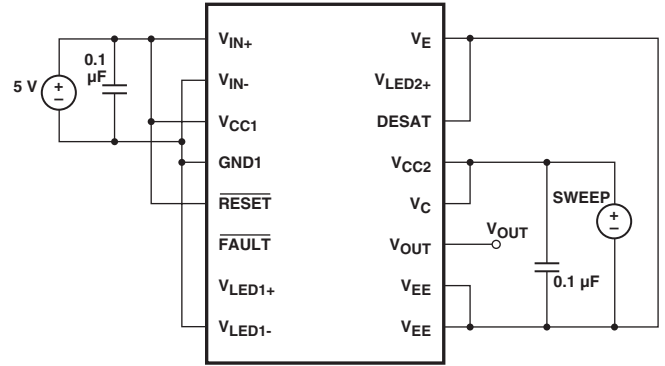 0.1
µF
5 V
+
–
V_IN+
V_IN-
V_CC1
GND1
RESET
FAULT
V_LED1+
V_LED1-
V_E
V_LED2+
DESAT
V_CC2
V_C
V_OUT
V_EE
V_EE
V_OUT
SWEEP
+
–
0.1 µF